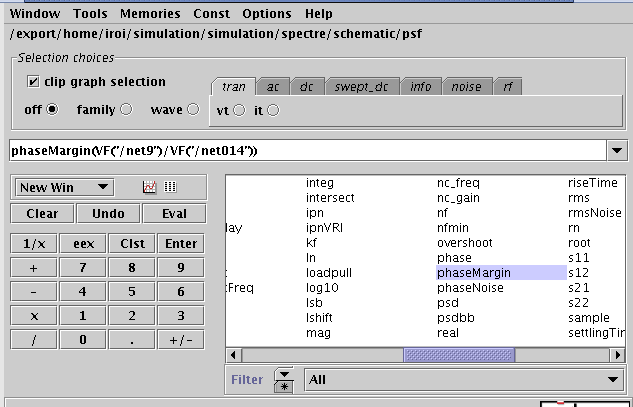 Window Tools Memories Const Options Help
/export/home/iroi/simulation/simulation/spectre/schematic/psf
Selection choices
clip graph selection
tran ac dc swept_dc info noise rf
off family wave vt it
phaseMargin(VF("/net9")/VF("/net014"))
New Win
Clear Undo Eval
1/x eex Clst Enter
+ 7 8 9
- 4 5 6
x 1 2 3
/ 0 . +/-
integ nc_freq riseTime
intersect nc_gain rms
ipn nf rmsNoise
lay ipnVRI nfmin rn
kf overshoot root
ln phase s11
loadpull phaseMargin s12
tFreq log10 phaseNoise s21
lsb psd s22
lshift psdbb sample
mag real settlingTir
Filter All